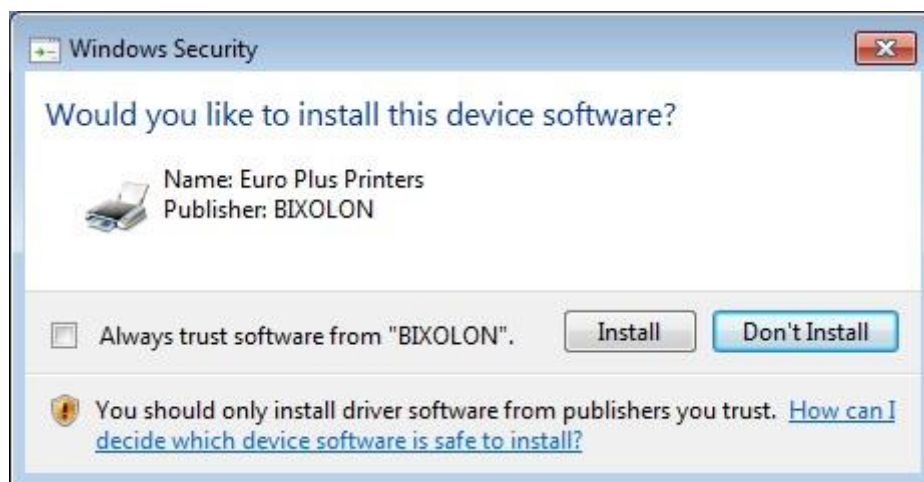 Windows Security
Would you like to install this device software?
Name: Euro Plus Printers
Publisher: BIXOLON
Always trust software from "BIXOLON".
Install
Don't Install
You should only install driver software from publishers you trust. How can I
decide which device software is safe to install?